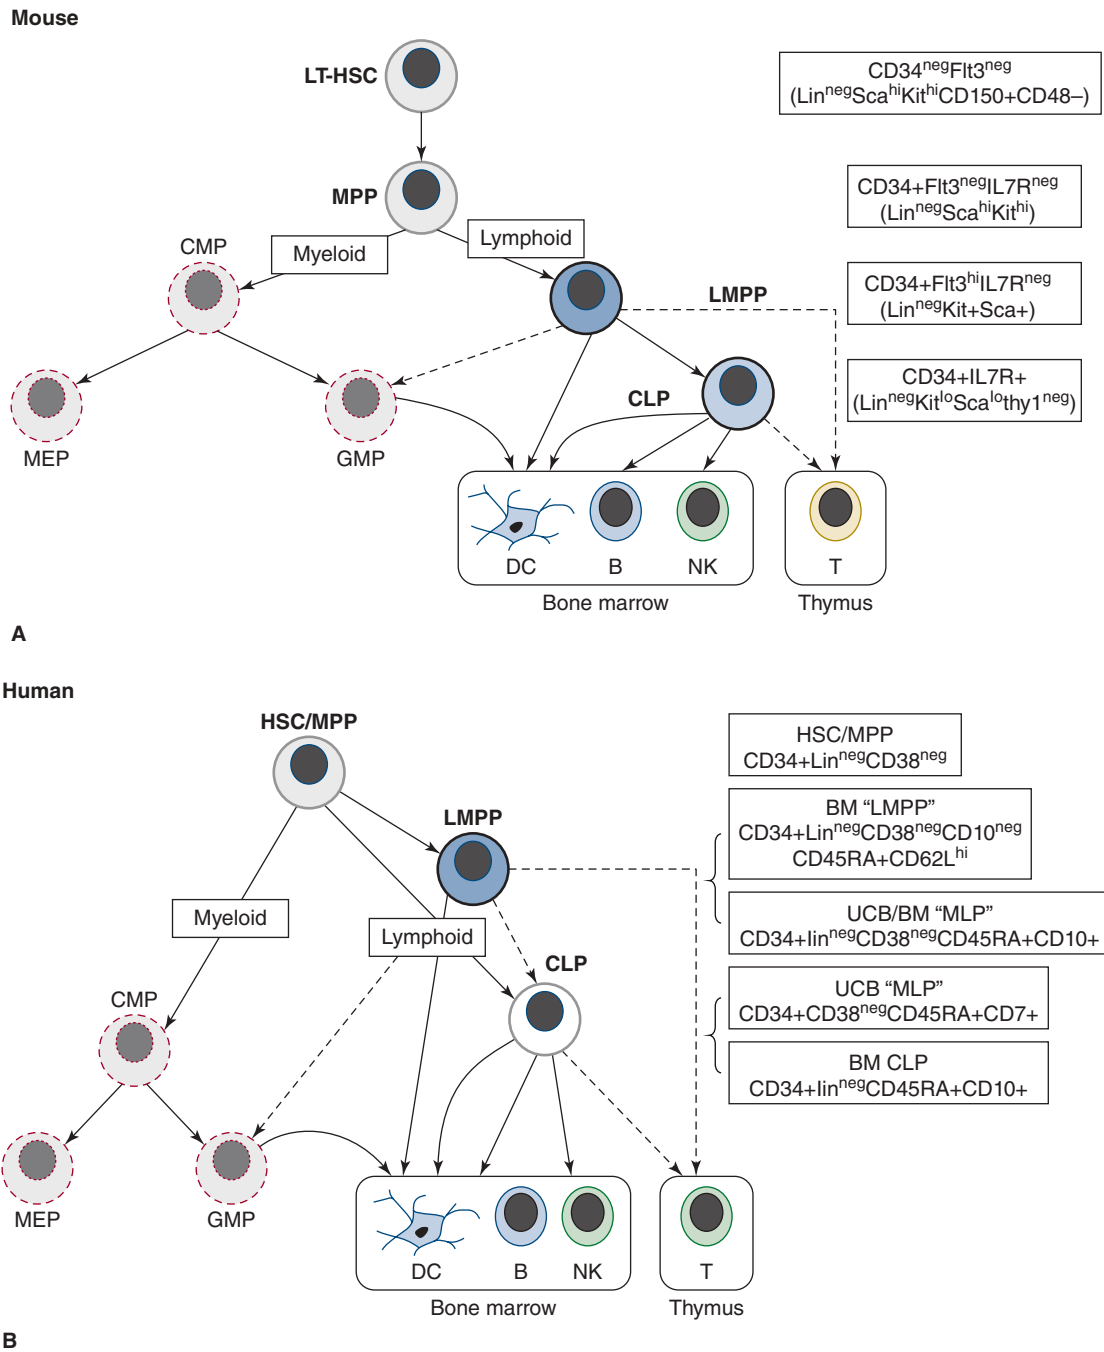 Mouse
LT-HSC
CD34negFlt3neg
(LinnegScahiKithiCD150+CD48–)
MPP
CD34+Flt3negIL7Rneg
(LinnegScahiKithi)
Lymphoid
Myeloid
CMP
LMPP
CD34+Flt3hiIL7Rneg
(LinnegKit+Sca+)
CLP
CD34+IL7R+
(LinnegKitloScalothy1neg)
MEP
GMP
DC
B
NK
T
Bone marrow
Thymus
A
Human
HSC/MPP
HSC/MPP
CD34+LinnegCD38neg
LMPP
BM “LMPP”
CD34+LinnegCD38negCD10neg
CD45RA+CD62Lhi
Myeloid
Lymphoid
UCB/BM “MLP”
CD34+linnegCD38negCD45RA+CD10+
CLP
UCB “MLP”
CD34+CD38negCD45RA+CD7+
CMP
BM CLP
CD34+linnegCD45RA+CD10+
MEP
GMP
DC
B
NK
T
Bone marrow
Thymus
B